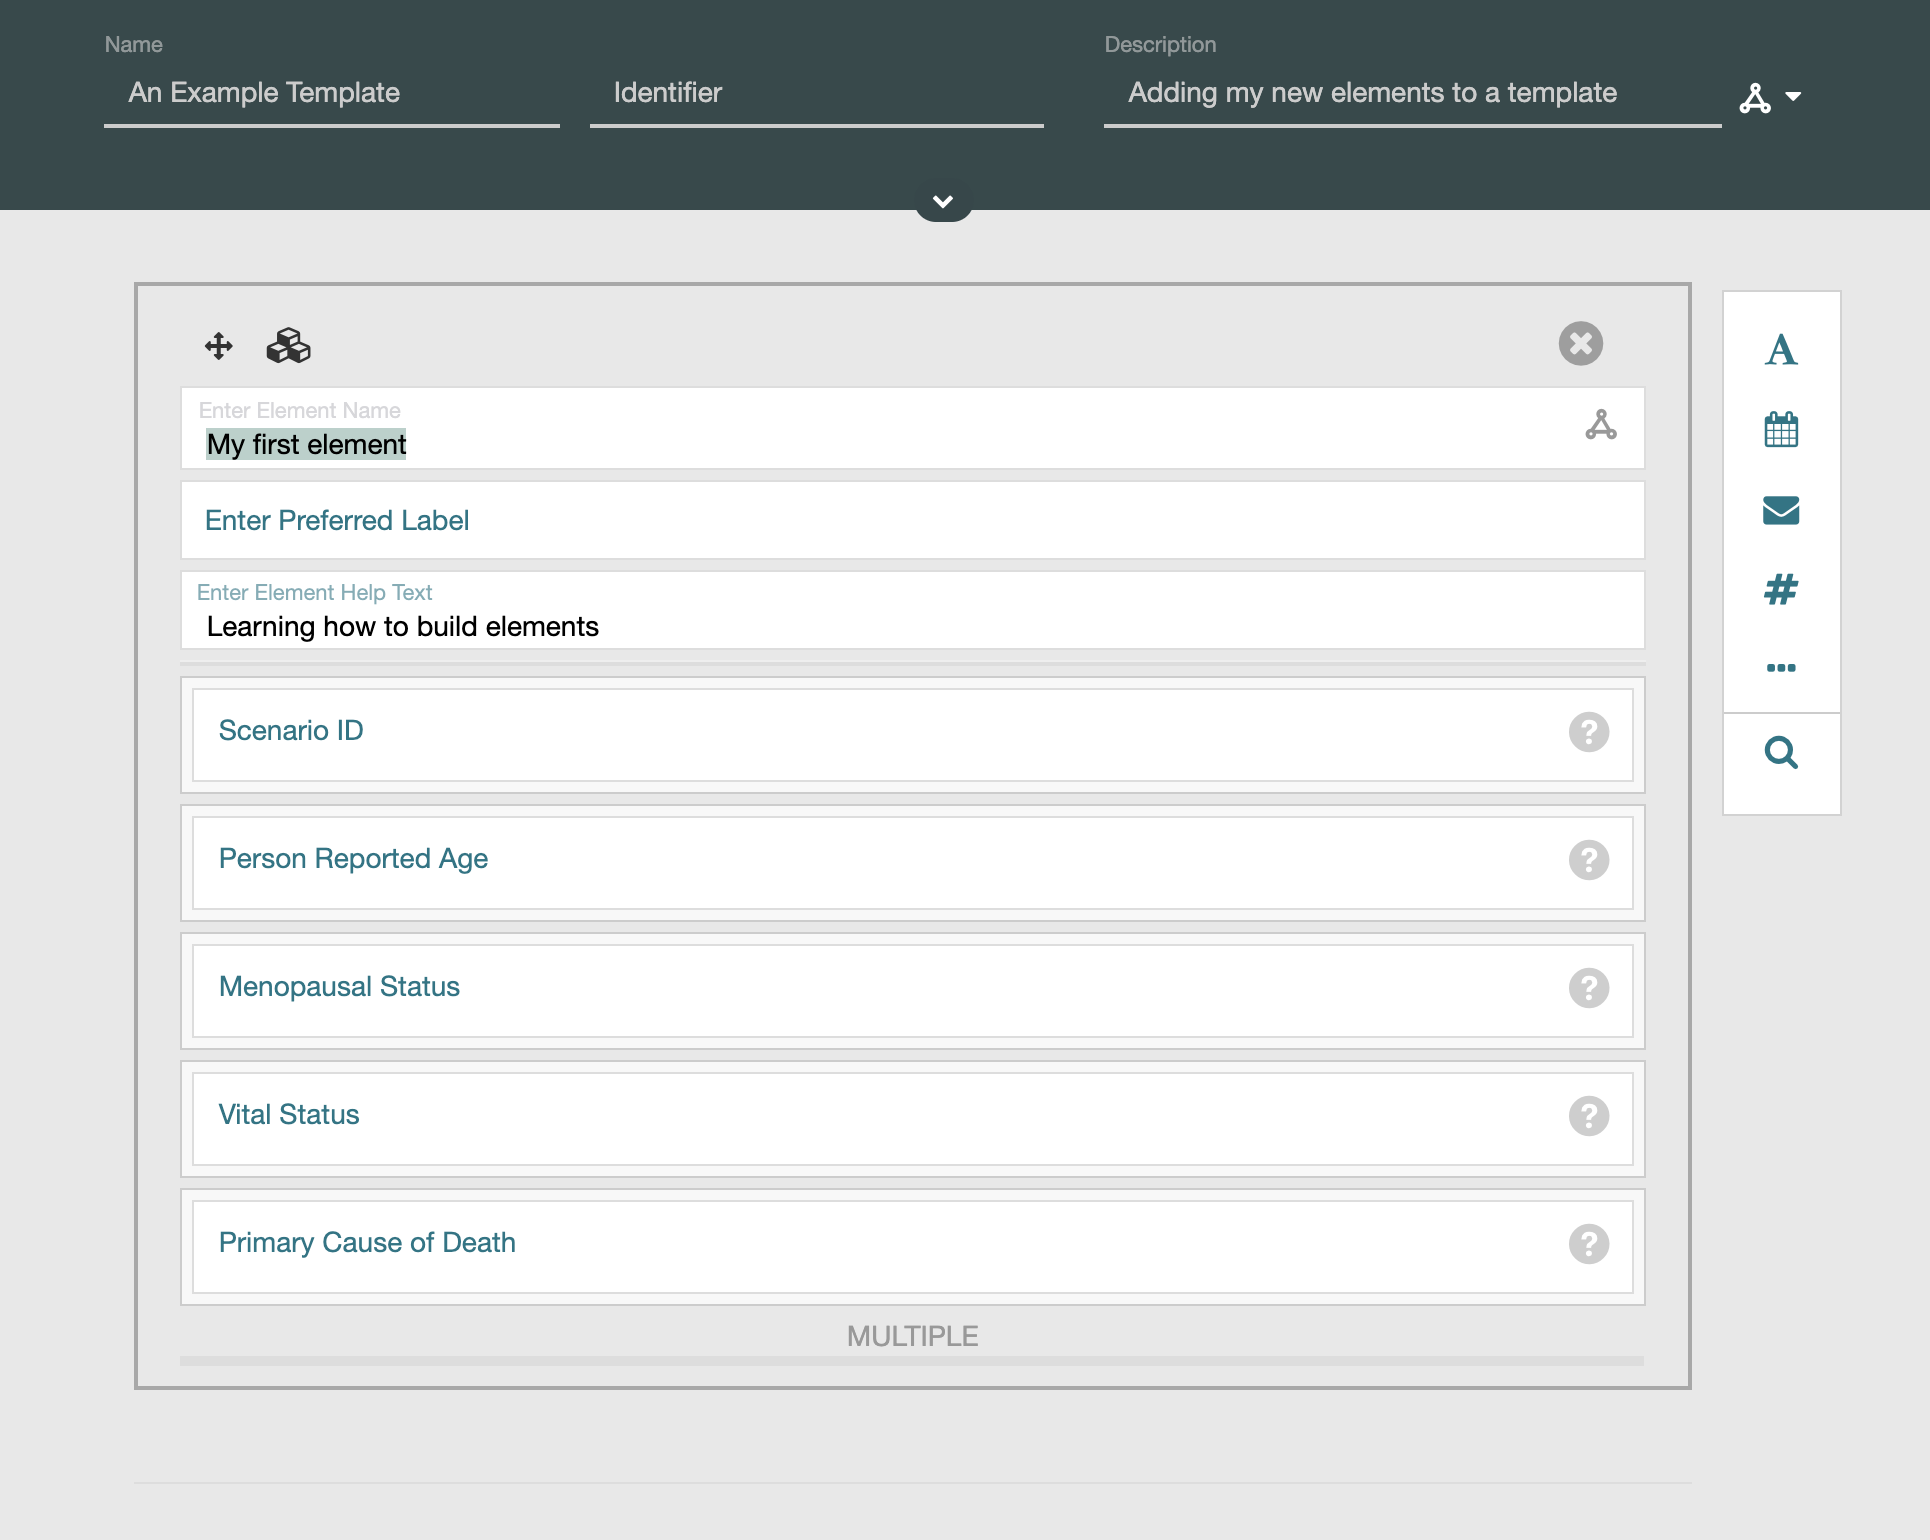 Name
Description
An Example Template
Identifier
Adding my new elements to a template
Enter Element Name
My first element
Enter Preferred Label
Enter Element Help Text
Learning how to build elements
A
#
Scenario ID
?
Person Reported Age
?
Menopausal Status
?
Vital Status
?
Primary Cause of Death
?
MULTIPLE